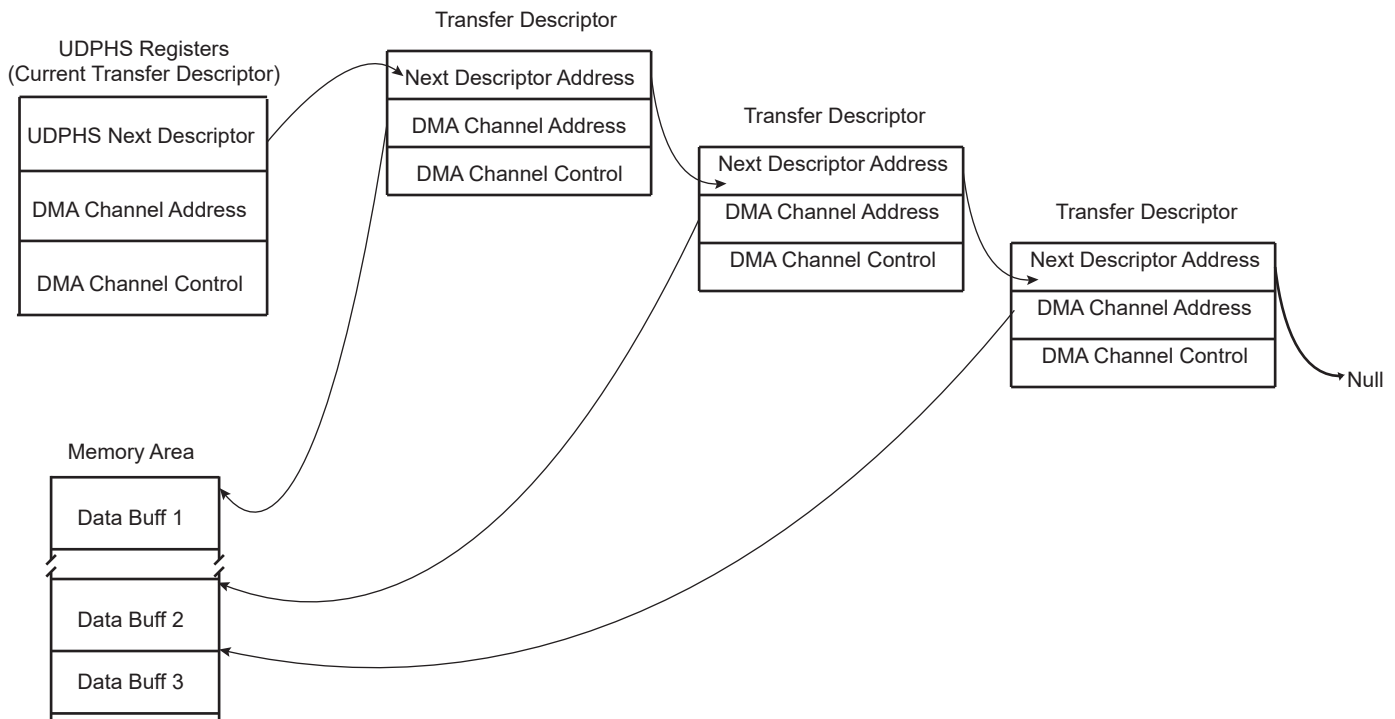 UDPHS Registers
(Current Transfer Descriptor)
UDPHS Next Descriptor
DMA Channel Address
DMA Channel Control
Transfer Descriptor
Next Descriptor Address
DMA Channel Address
DMA Channel Control
Transfer Descriptor
Next Descriptor Address
DMA Channel Address
DMA Channel Control
Transfer Descriptor
Next Descriptor Address
DMA Channel Address
DMA Channel Control
Null
Memory Area
Data Buff 1
Data Buff 2
Data Buff 3